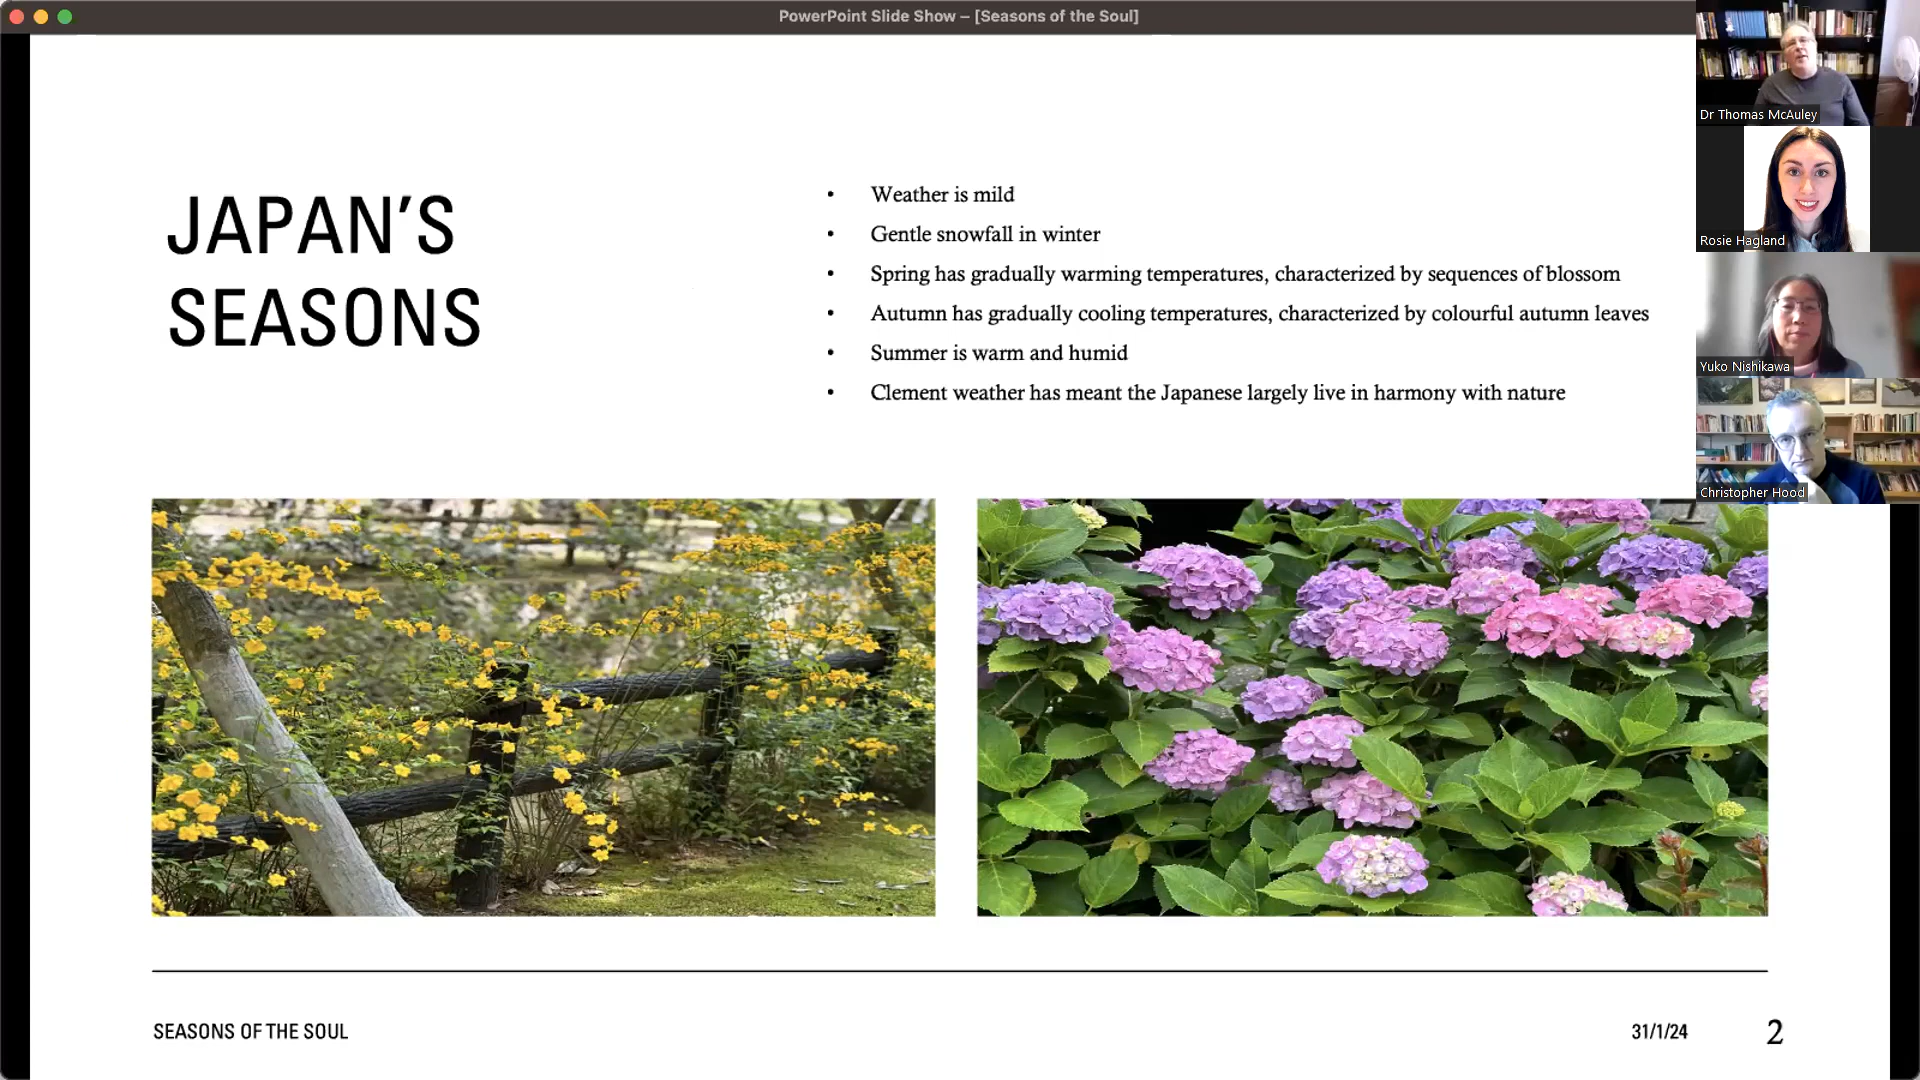 PowerPoint Slide Show – [Seasons of the Soul]
JAPAN’S
SEASONS
• Weather is mild
• Gentle snowfall in winter
• Spring has gradually warming temperatures, characterized by sequences of blossom
• Autumn has gradually cooling temperatures, characterized by colourful autumn leaves
• Summer is warm and humid
• Clement weather has meant the Japanese largely live in harmony with nature
Dr Thomas McAuley
Rosie Hagland
Yuko Nishikawa
Christopher Hood
SEASONS OF THE SOUL
31/1/24
2